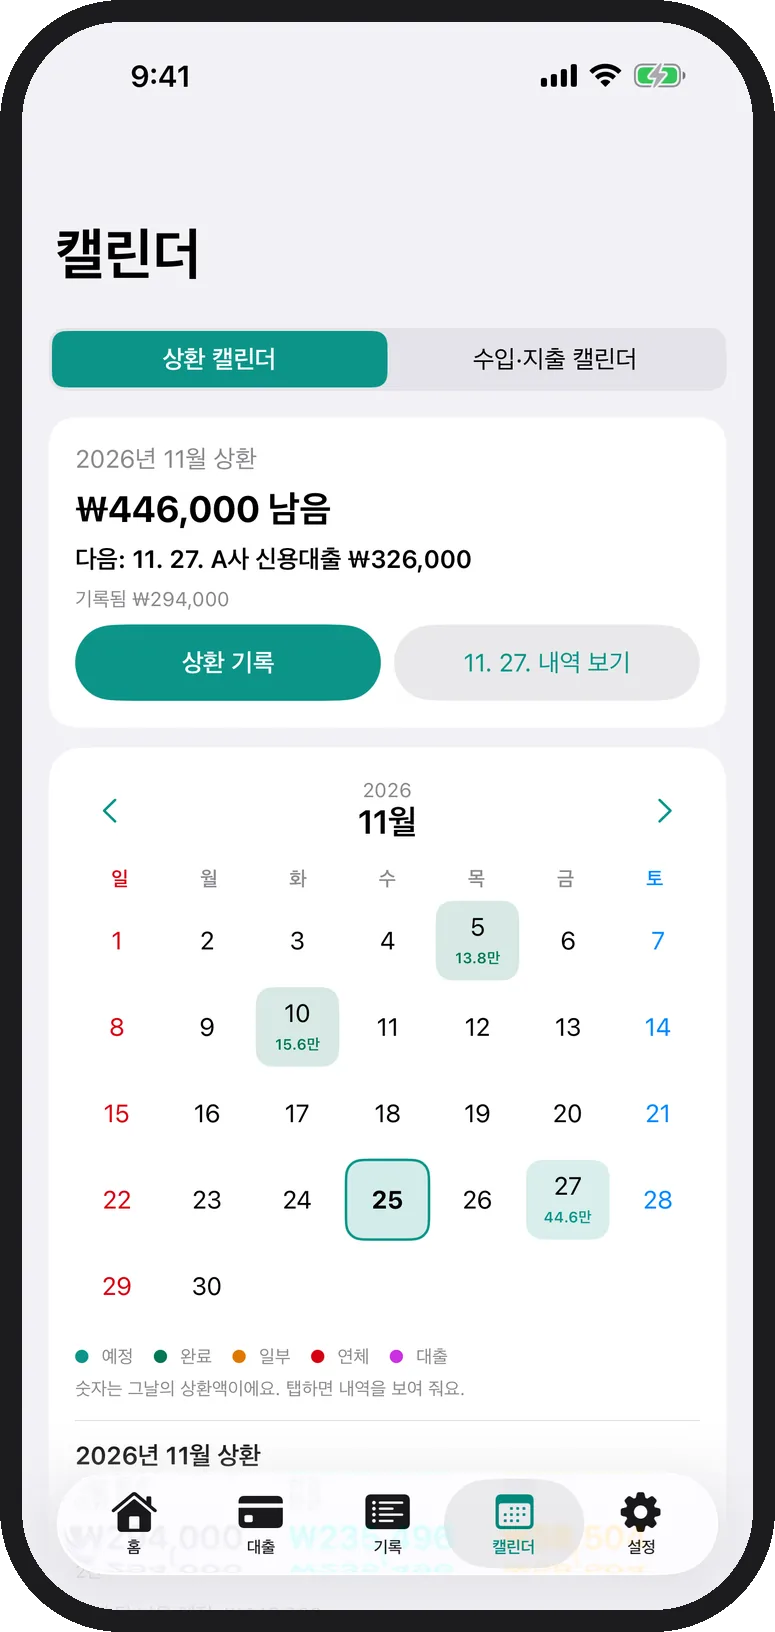 9:41
캘린더
상환 캘린더
수입·지출 캘린더
2026년 11월 상환
₩446,000 남음
다음: 11. 27. A사 신용대출 ₩326,000
기록됨 ₩294,000
상환 기록
11. 27. 내역 보기
2026
11월
일 월 화 수 목 금 토
1 2 3 4 5 6 7
13.8만
8 9 10 11 12 13 14
15.6만
15 16 17 18 19 20 21
22 23 24 25 26 27 28
44.6만
29 30
예정 완료 일부 연체 대출
숫자는 그날의 상환액이에요. 탭하면 내역을 보여 줘요.
2026년 11월 상환
홈 대출 기록 캘린더 설정